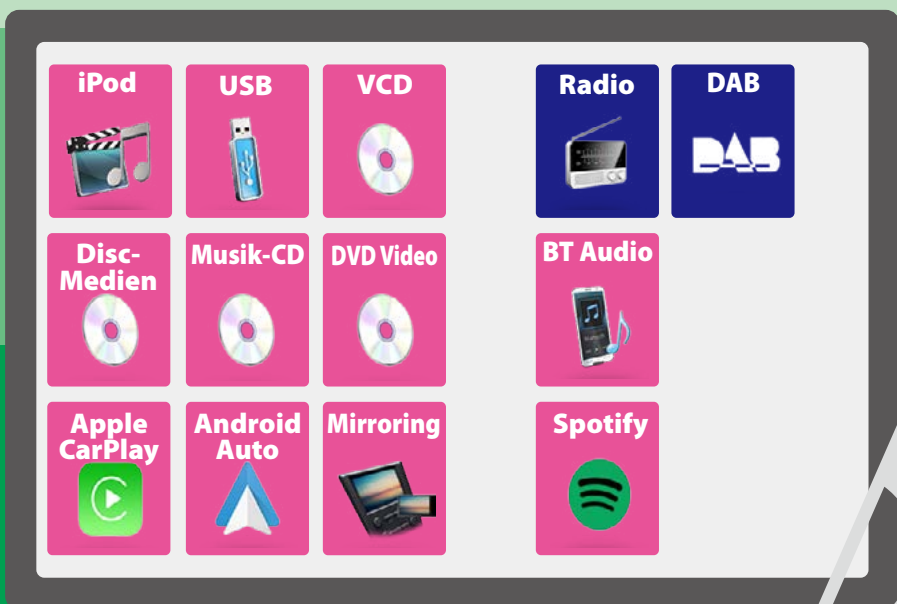 iPod
USB
VCD
Radio
DAB
DAB
Disc-
Medien
Musik-CD
DVD Video
BT Audio
Apple
CarPlay
Android
Auto
Mirroring
Spotify